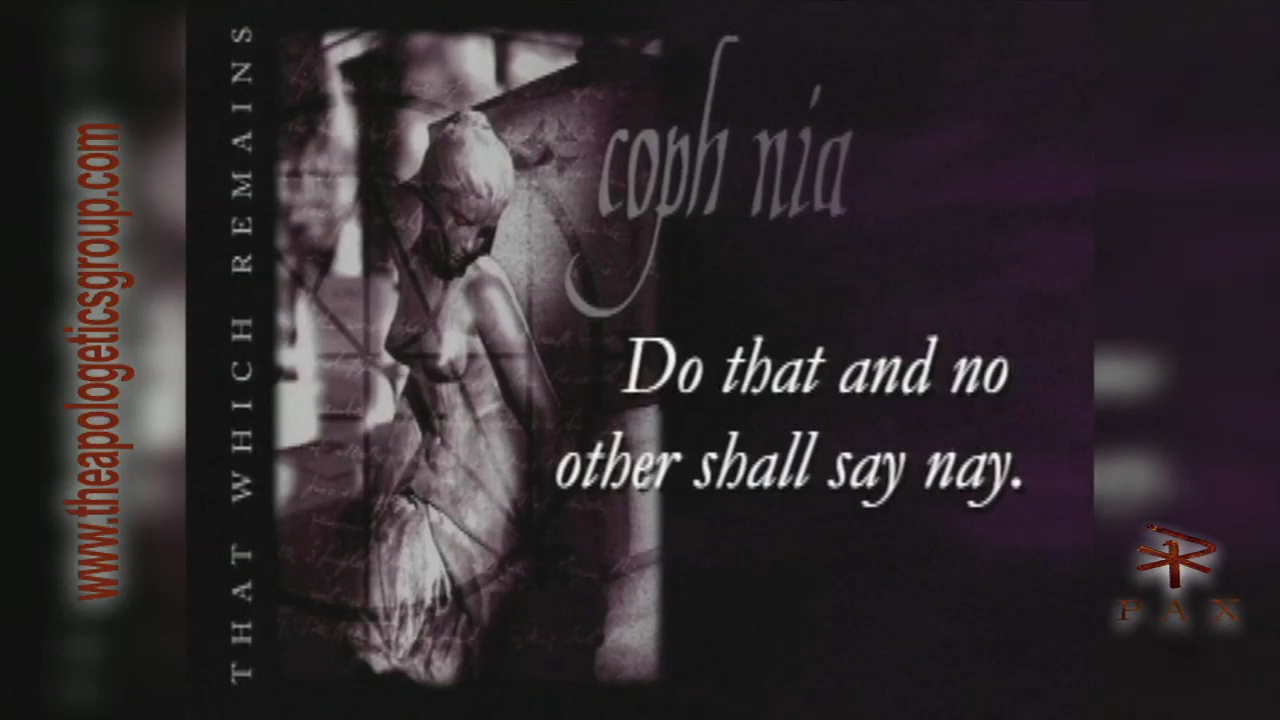 www.theapologeticsgroup.com
THAT WHICH REMAINS
coph nia
Do that and no
other shall say nay.
PAX